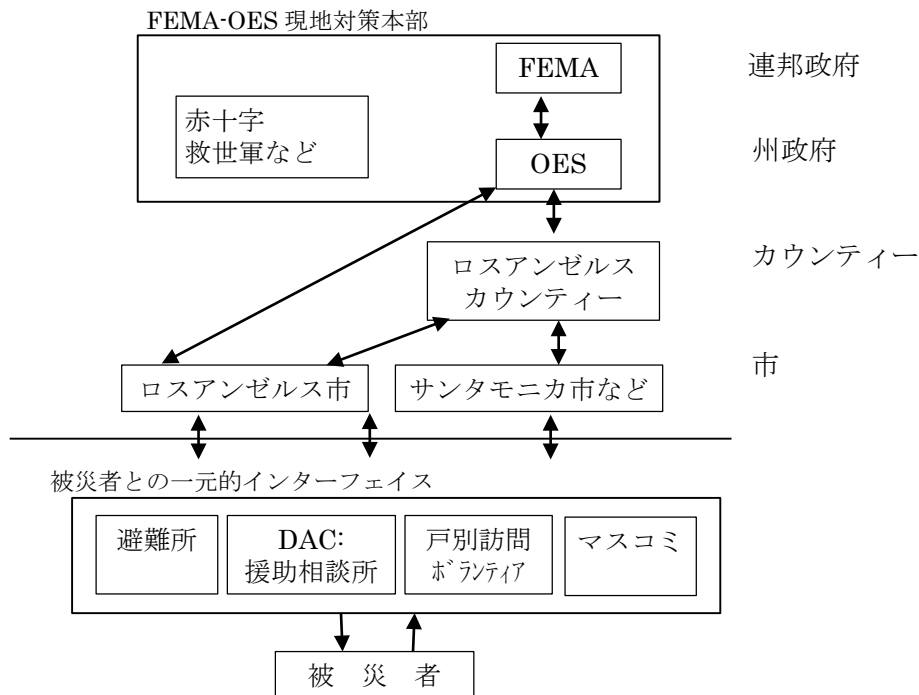 FEMA-OES 現地対策本部
FEMA
連邦政府
赤十字
救世軍など
OES
州政府
ロスアンゼルス
カウンティー
カウンティー
ロスアンゼルス市
サンタモニカ市など
市
被災者との一元的インターフェイス
避難所
DAC:
援助相談所
戸別訪問
ﾎﾞﾗﾝﾃｨｱ
マスコミ
被 災 者